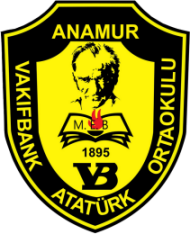 ANAMUR
VAKIFBANK
ATATÜRK
ORTAOKULU
M. B
1895
VB